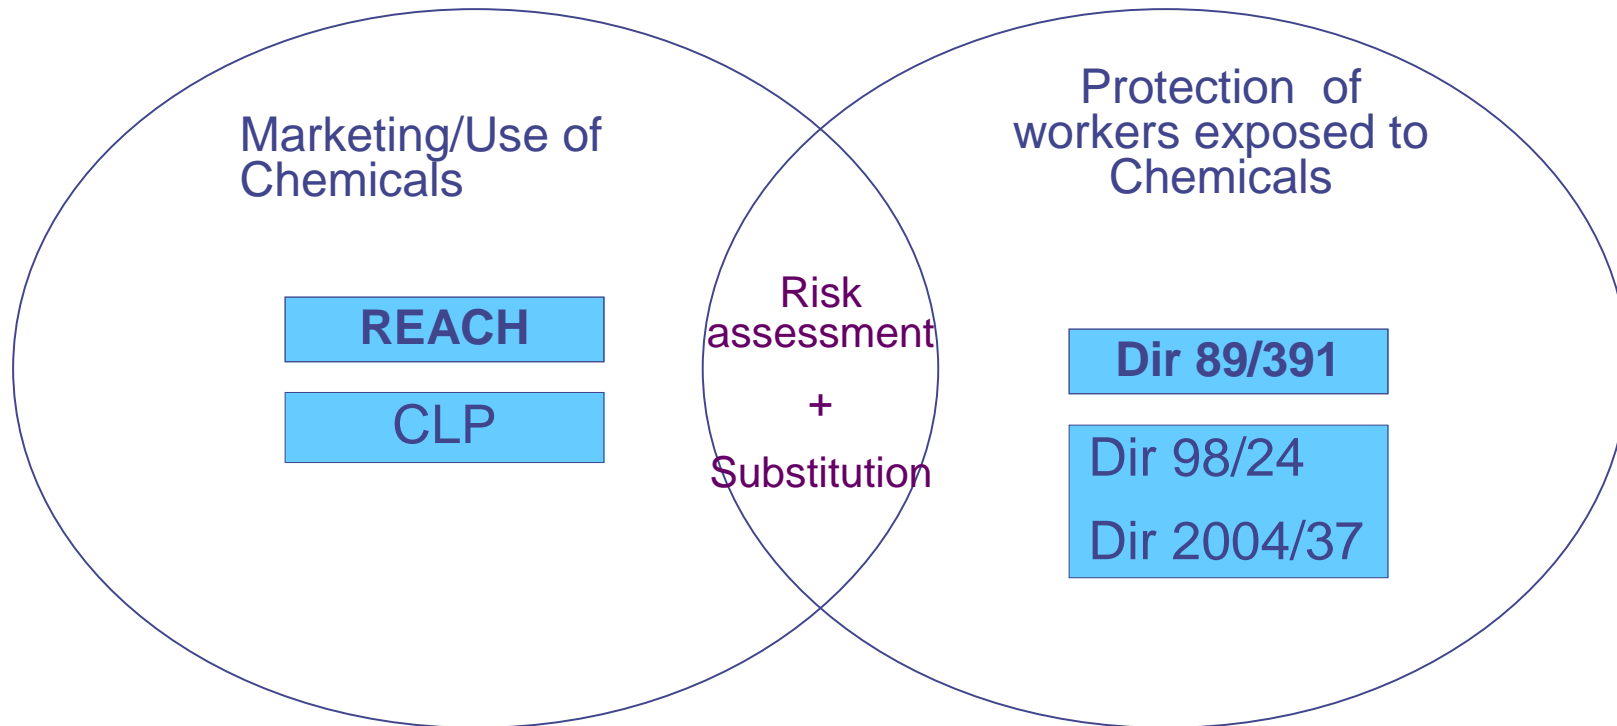 Marketing/Use of
Chemicals
REACH
CLP
Risk
assessment
+
Substitution
Protection of
workers exposed to
Chemicals
Dir 89/391
Dir 98/24
Dir 2004/37